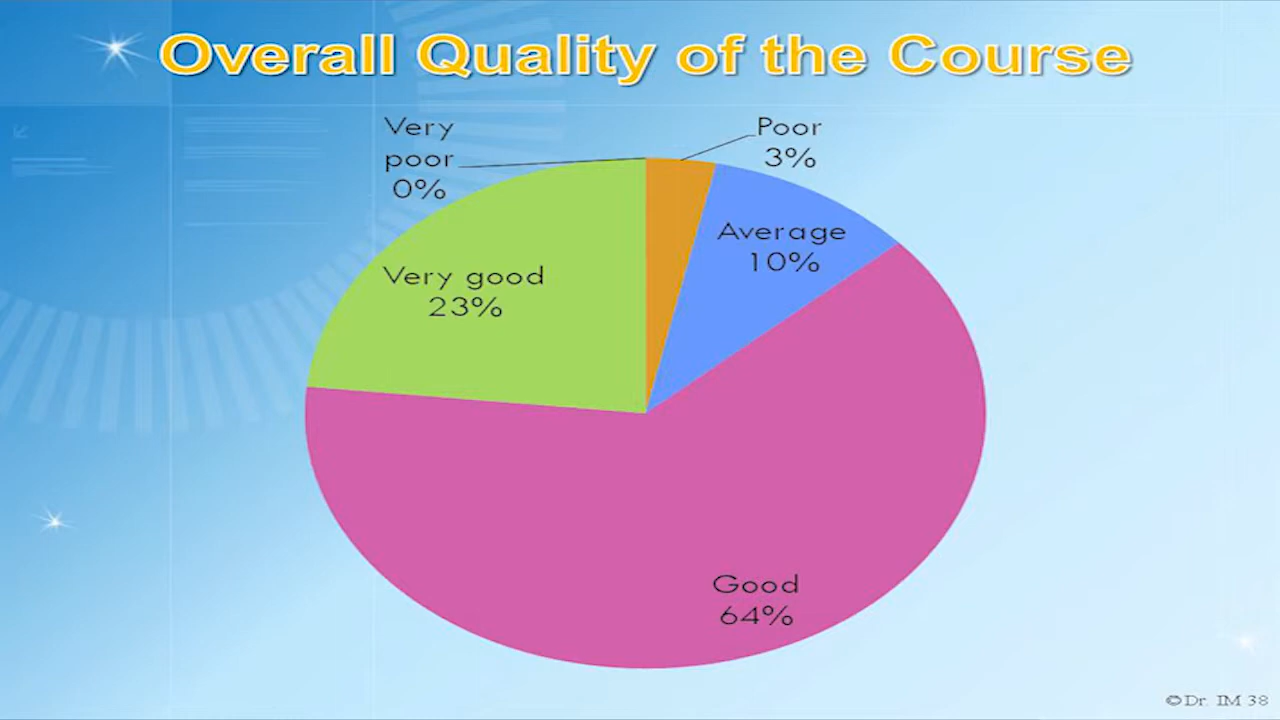 Overall Quality of the Course
Very
poor
0%
Poor
3%
Average
10%
Very good
23%
Good
64%
©Dr. IM 38